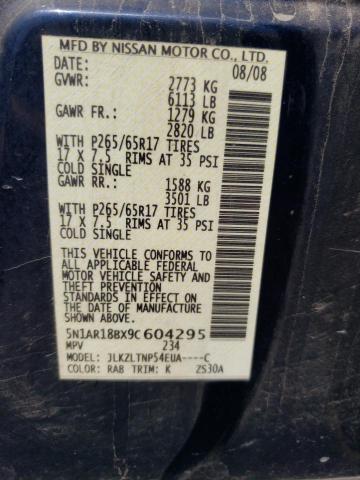 MFD BY NISSAN MOTOR CO., LTD.
DATE: 08/08
GVWR: 2773 KG
6113 LB
GAWR FR.: 1279 KG
2820 LB
WITH P265/65R17 TIRES
17 X 7.5 RIMS AT 35 PSI
COLD SINGLE
GAWR RR.: 1588 KG
3501 LB
WITH P265/65R17 TIRES
17 X 7.5 RIMS AT 35 PSI
COLD SINGLE
THIS VEHICLE CONFORMS TO
ALL APPLICABLE FEDERAL
MOTOR VEHICLE SAFETY AND
THEFT PREVENTION STANDARDS
IN EFFECT ON THE DATE OF
MANUFACTURE SHOWN ABOVE.
5N1AR18BX9C604295
MPV 234
MODEL: JLKZLTNP54EUA----C
COLOR: RAB TRIM: K ZS30A